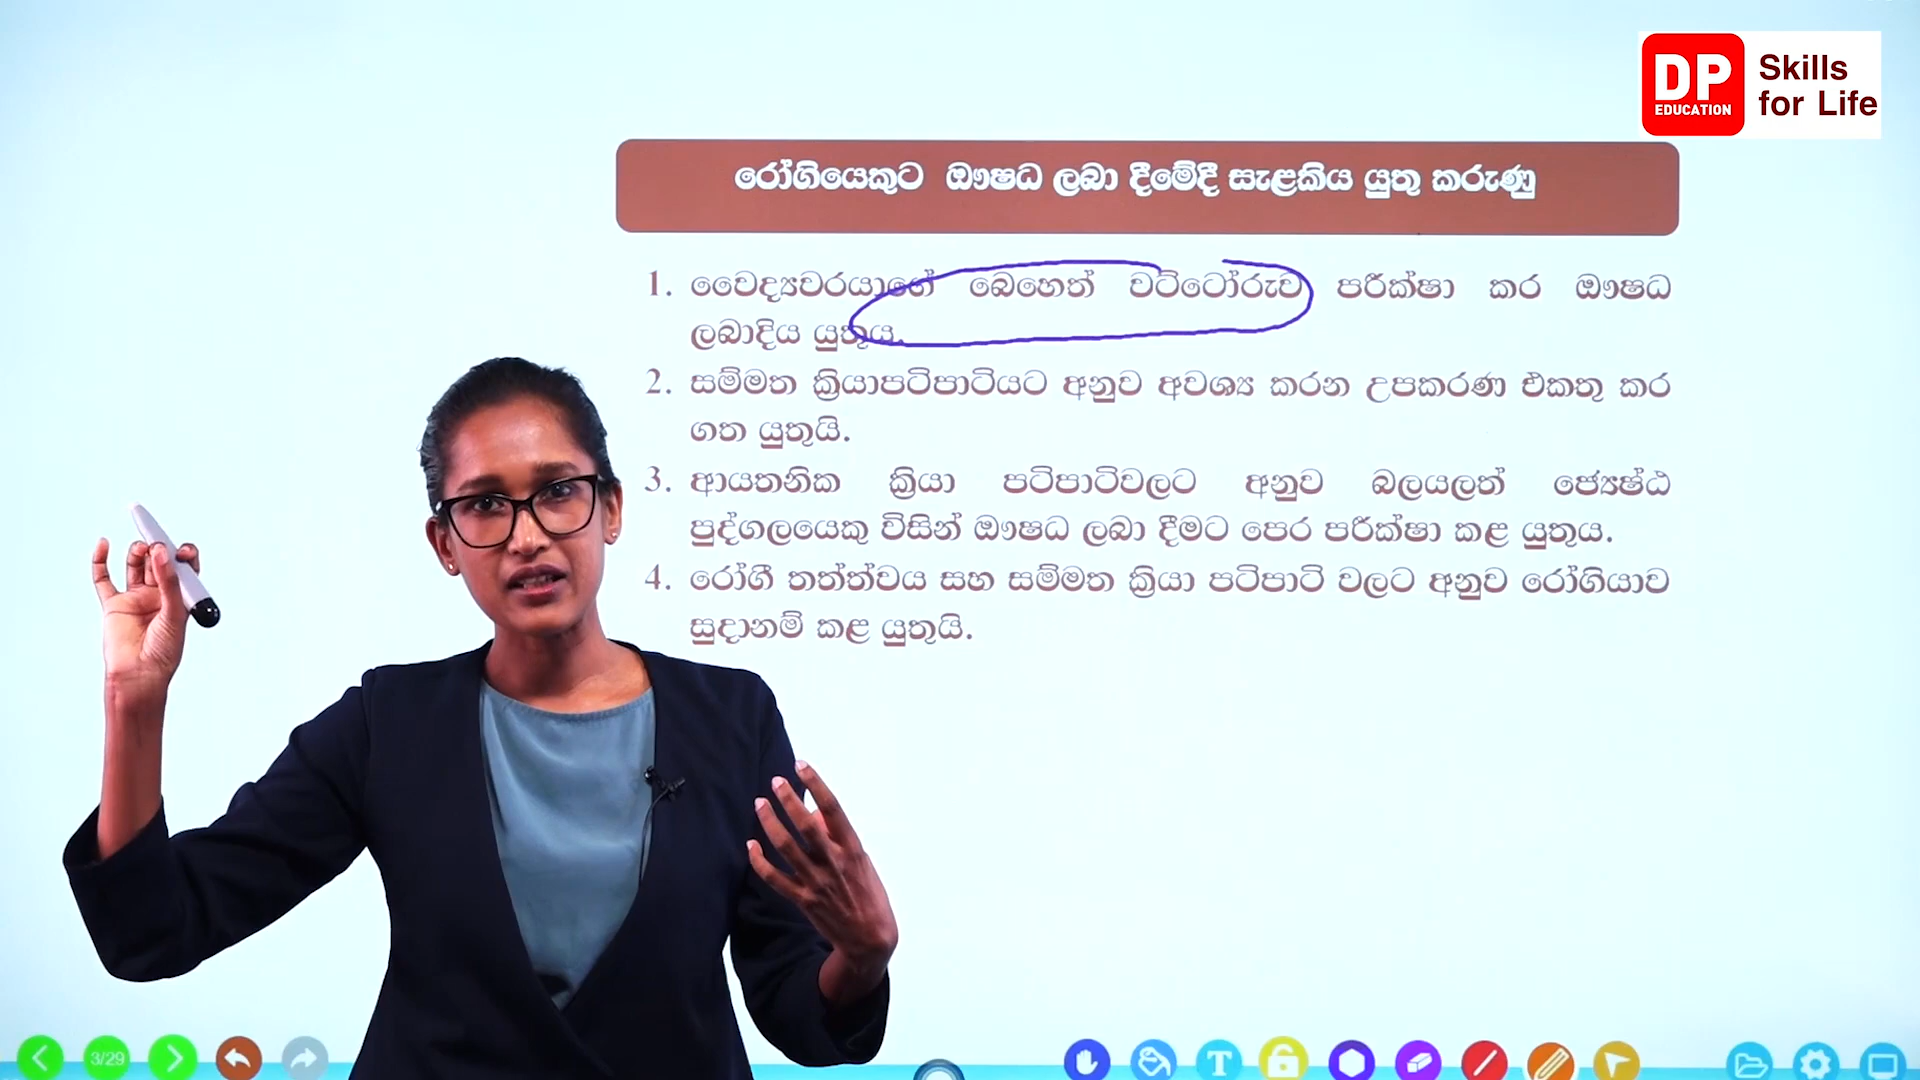 DP
EDUCATION
Skills
for Life
රෝගියෙකුට ඖෂධ ලබා දීමේදී සැළකිය යුතු කරුණු
1. වෛද්‍යවරයාගේ බෙහෙත් වට්ටෝරුව පරීක්ෂා කර ඖෂධ
ලබාදිය යුතුය.
2. සම්මත ක්‍රියාපටිපාටියට අනුව අවශ්‍ය කරන උපකරණ එකතු කර
ගත යුතුයි.
3. ආයතනික ක්‍රියා පටිපාටිවලට අනුව බලයලත් ජ්‍යෙෂ්ඨ
පුද්ගලයෙකු විසින් ඖෂධ ලබා දීමට පෙර පරීක්ෂා කළ යුතුය.
4. රෝගී තත්ත්වය සහ සම්මත ක්‍රියා පටිපාටි වලට අනුව රෝගියාව
සුදානම් කළ යුතුයි.
3/29
T